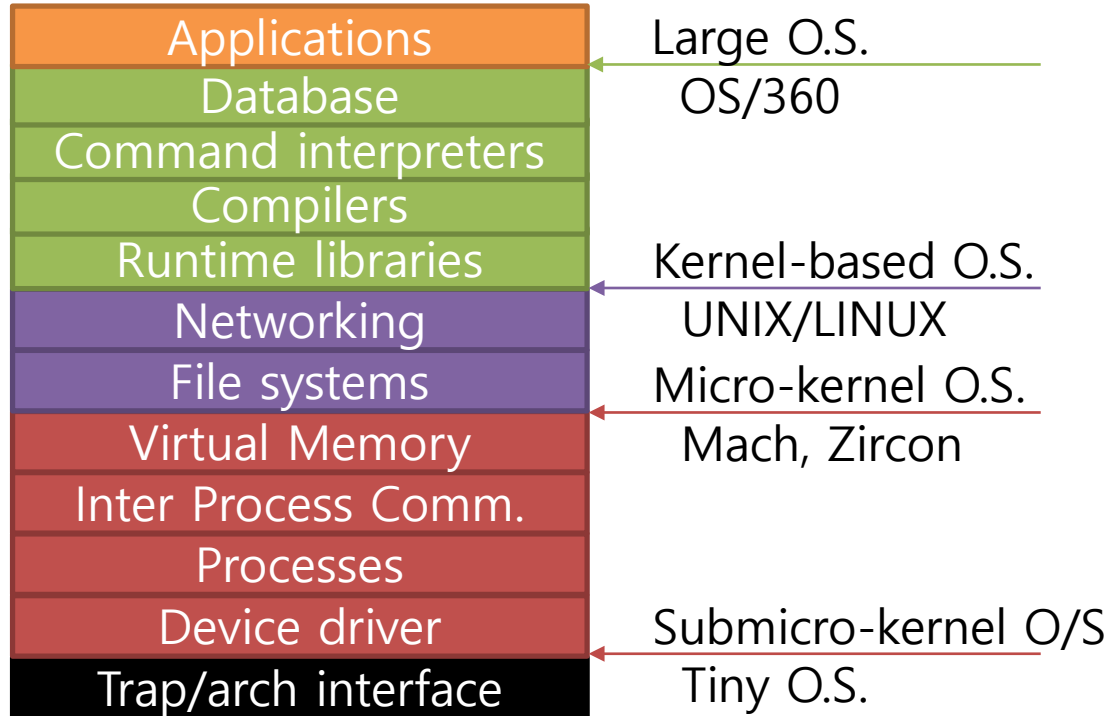 Applications
Database
Command interpreters
Compilers
Runtime libraries
Networking
File systems
Virtual Memory
Inter Process Comm.
Processes
Device driver
Trap/arch interface
Large O.S.
OS/360
Kernel-based O.S.
UNIX/LINUX
Micro-kernel O.S.
Mach, Zircon
Submicro-kernel O/S
Tiny O.S.